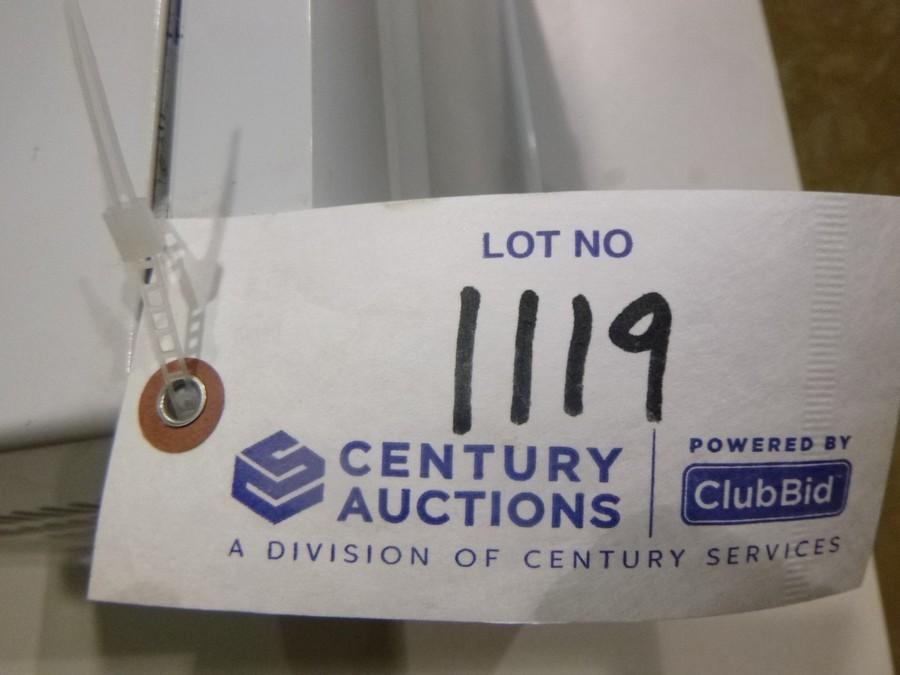 LOT NO
1119
CENTURY
AUCTIONS
POWERED BY
ClubBid
A DIVISION OF CENTURY SERVICES